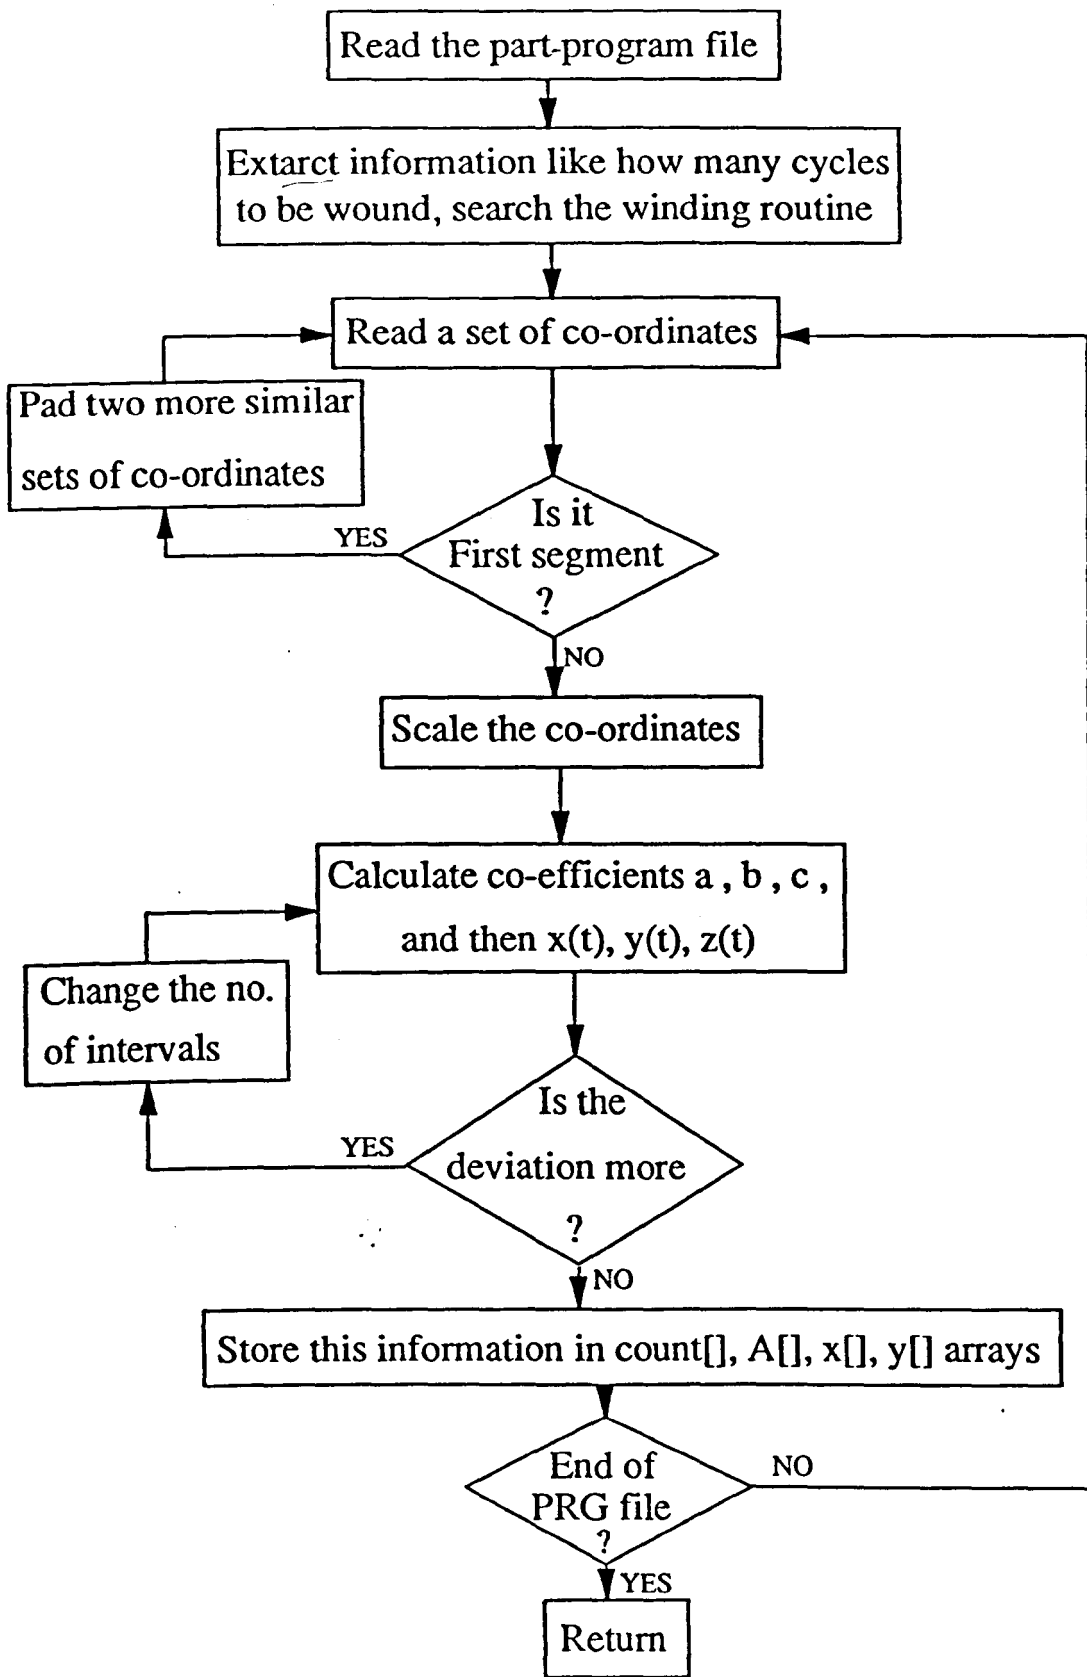 Read the part-program file
Extarct information like how many cycles
to be wound, search the winding routine
Read a set of co-ordinates
Pad two more similar
sets of co-ordinates
Is it
First segment
?
YES
NO
Scale the co-ordinates
Calculate co-efficients a , b , c ,
and then x(t), y(t), z(t)
Change the no.
of intervals
Is the
deviation more
?
YES
NO
Store this information in count[], A[], x[], y[] arrays
End of
PRG file
?
NO
YES
Return